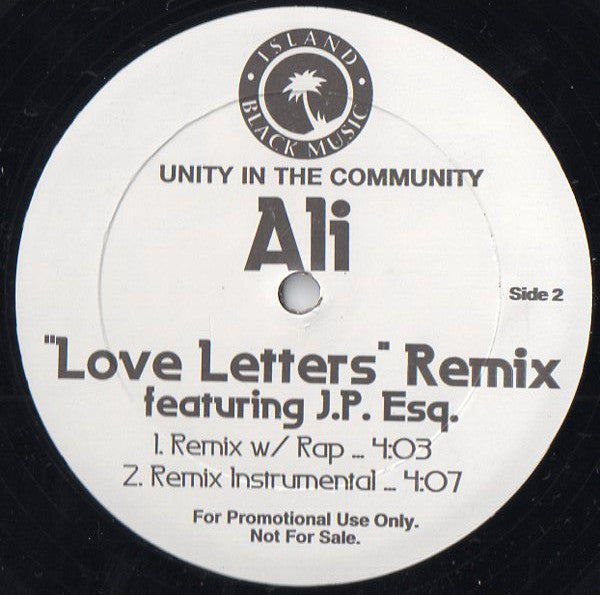 • ISLAND •
BLACK MUSIC
UNITY IN THE COMMUNITY
Ali
Side 2
"Love Letters" Remix
featuring J.P. Esq.
1. Remix w/ Rap ... 4:03
2. Remix Instrumental ... 4:07
For Promotional Use Only.
Not For Sale.